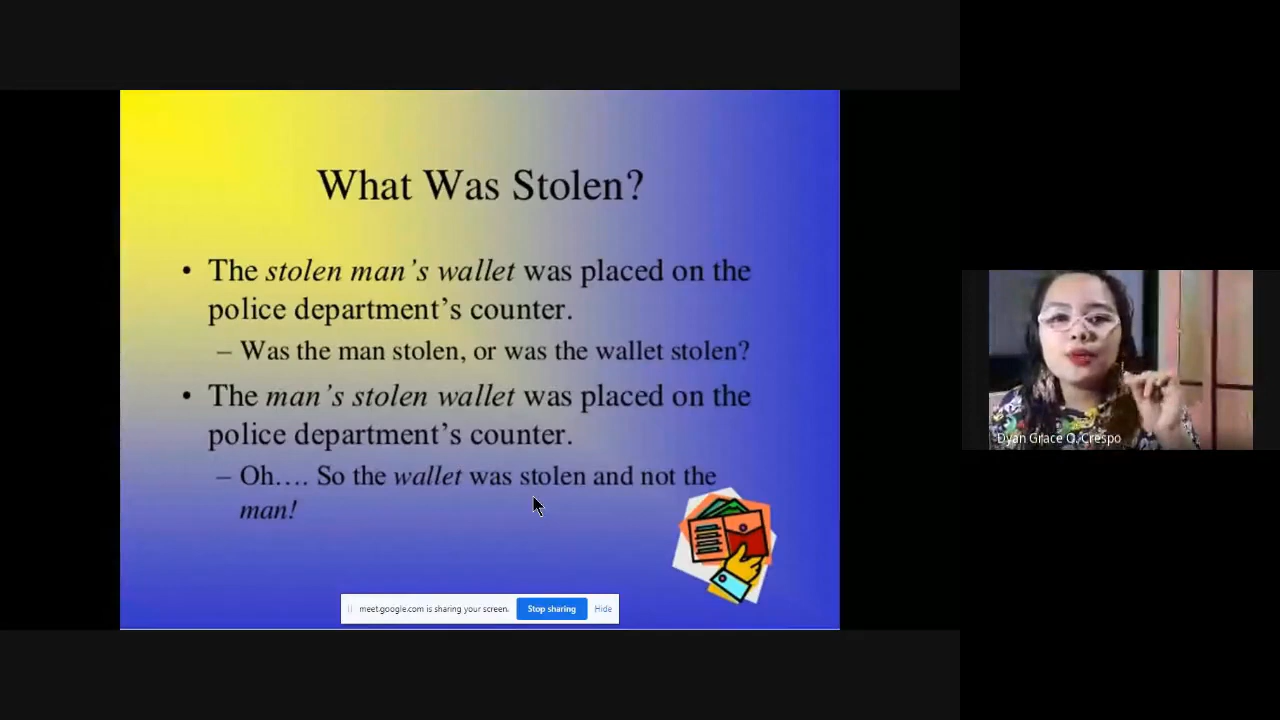 What Was Stolen?
• The stolen man’s wallet was placed on the
police department’s counter.
– Was the man stolen, or was the wallet stolen?
• The man’s stolen wallet was placed on the
police department’s counter.
– Oh…. So the wallet was stolen and not the
man!
meet.google.com is sharing your screen. Stop sharing Hide
Dyan Grace O. Crespo